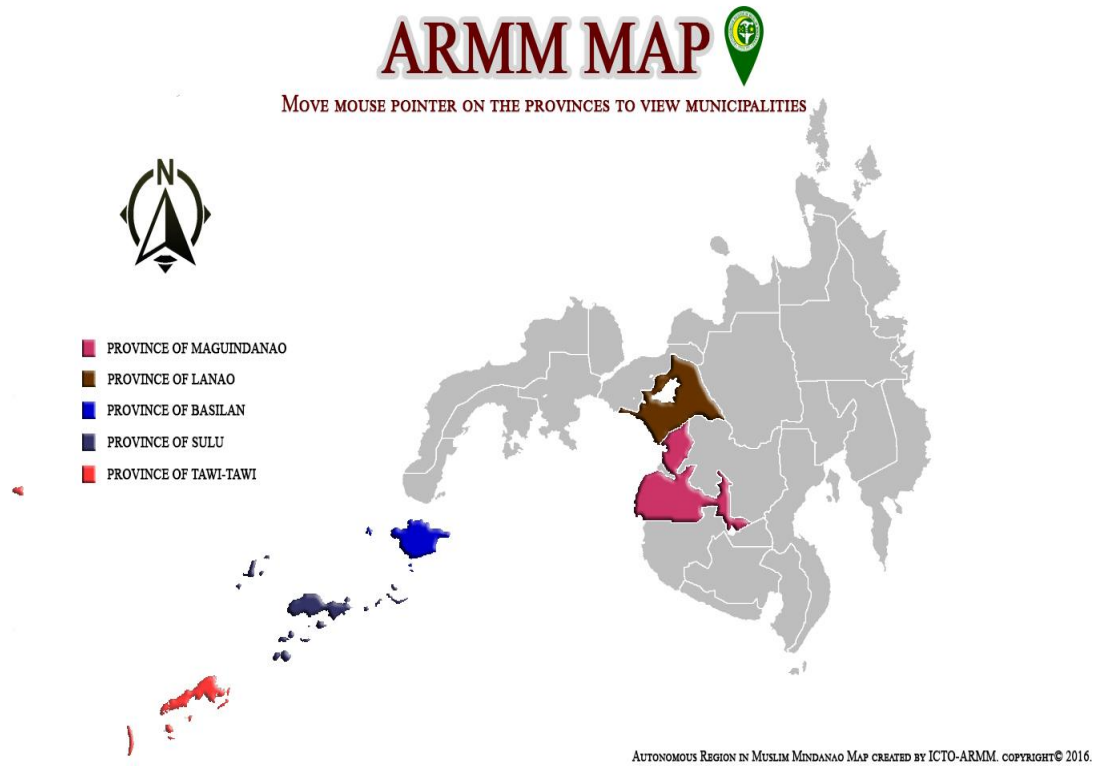 ARMM MAP
MOVE MOUSE POINTER ON THE PROVINCES TO VIEW MUNICIPALITIES
N
PROVINCE OF MAGUINDANAO
PROVINCE OF LANAO
PROVINCE OF BASILAN
PROVINCE OF SULU
PROVINCE OF TAWI-TAWI
AUTONOMOUS REGION IN MUSLIM MINDANAO MAP CREATED BY ICTO-ARMM. COPYRIGHT© 2016.